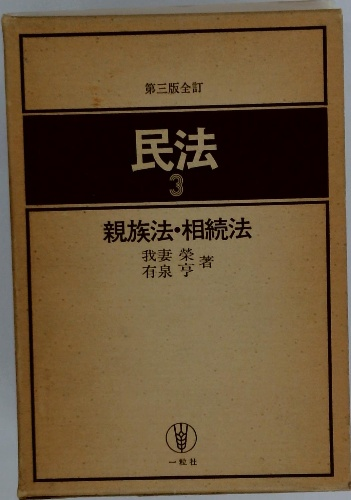 第三版全訂
民法
3
親族法・相続法
我妻 榮
有泉 亨 著
一粒社